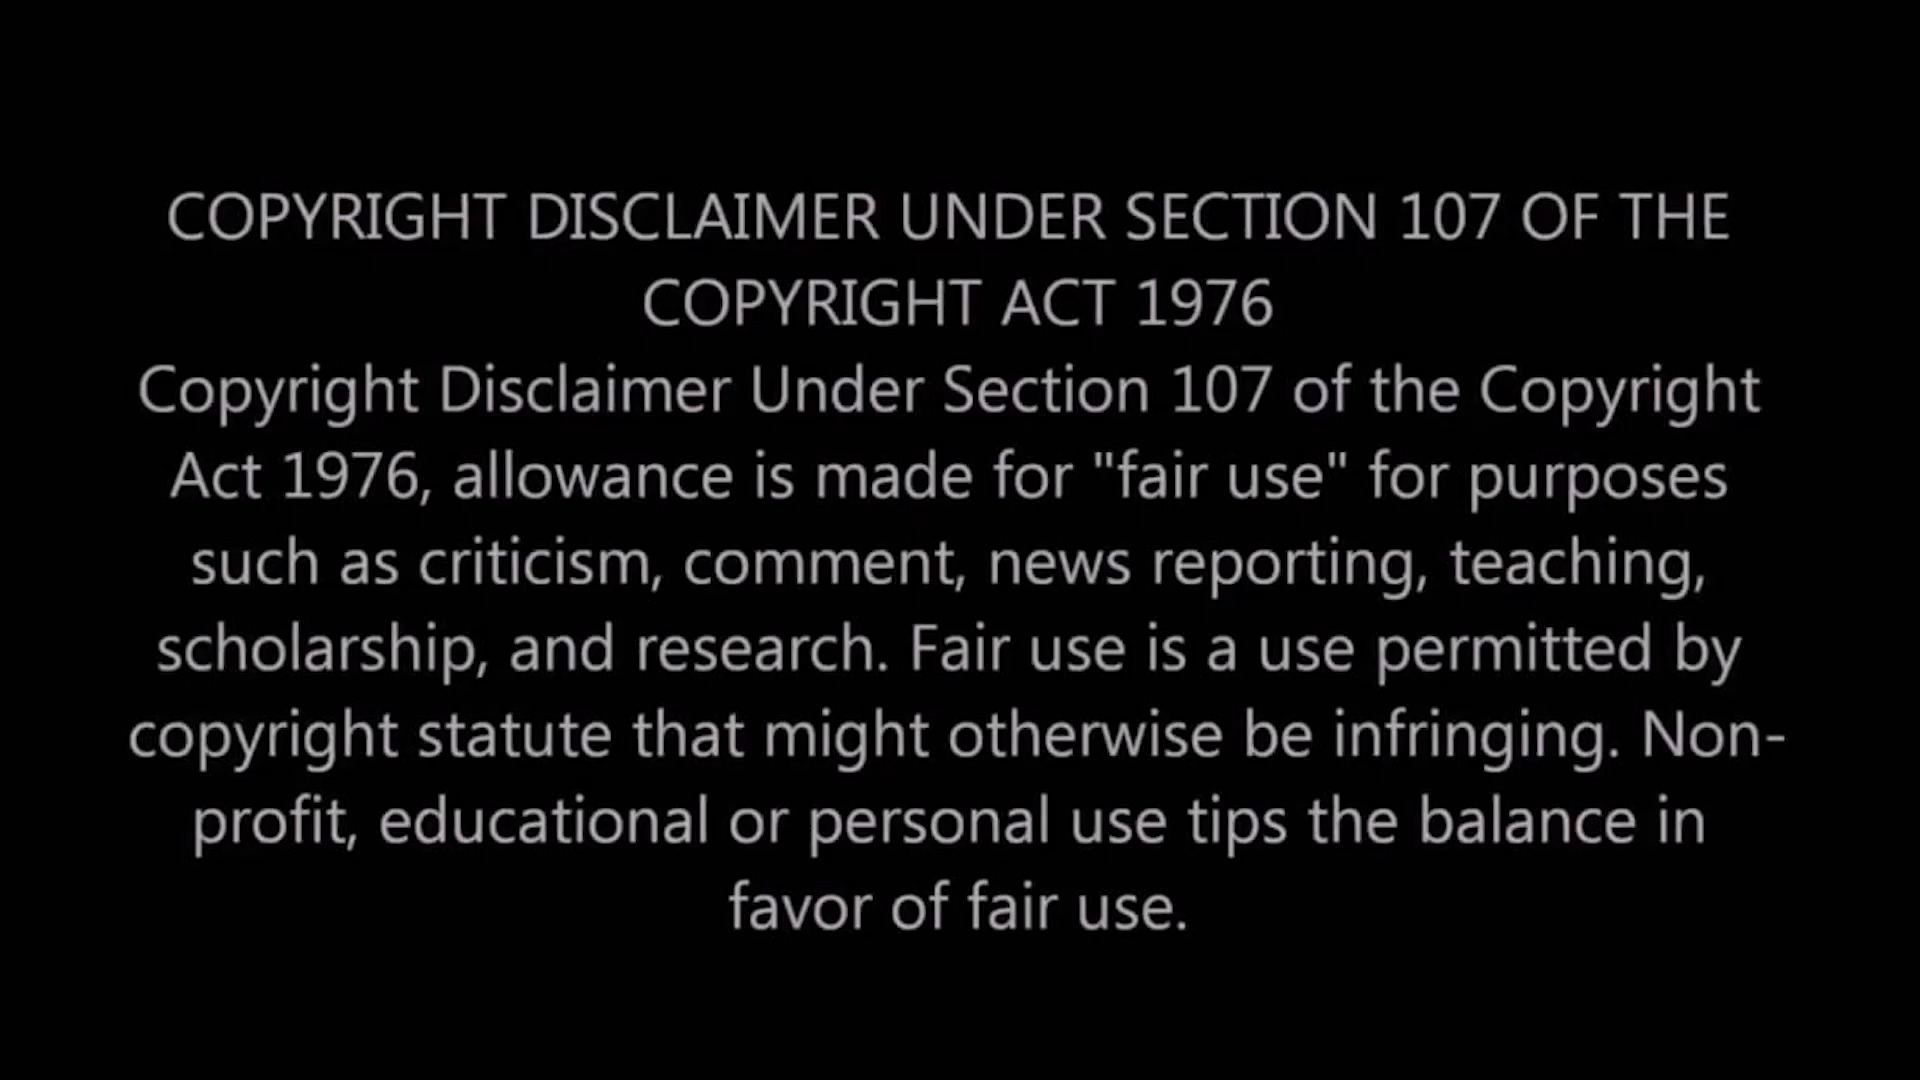 COPYRIGHT DISCLAIMER UNDER SECTION 107 OF THE
COPYRIGHT ACT 1976
Copyright Disclaimer Under Section 107 of the Copyright
Act 1976, allowance is made for "fair use" for purposes
such as criticism, comment, news reporting, teaching,
scholarship, and research. Fair use is a use permitted by
copyright statute that might otherwise be infringing. Non-
profit, educational or personal use tips the balance in
favor of fair use.